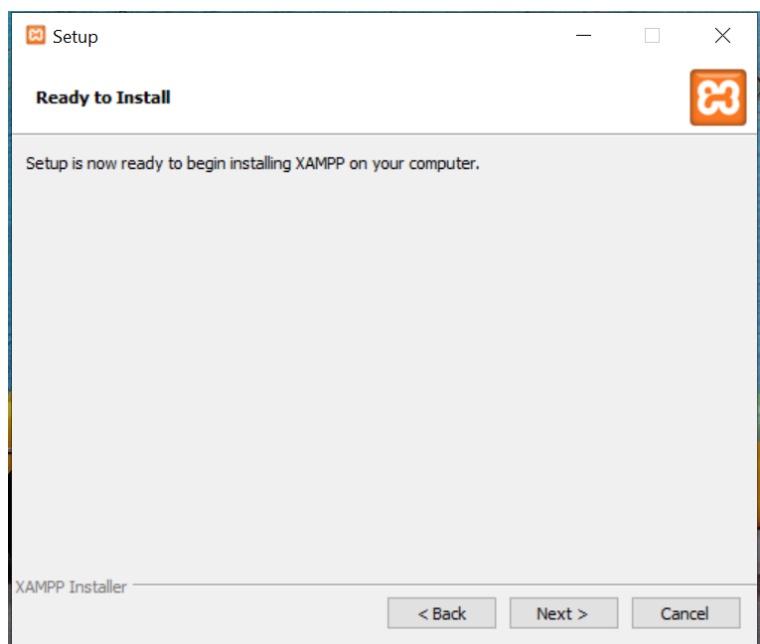 Setup
Ready to Install
Setup is now ready to begin installing XAMPP on your computer.
XAMPP Installer
< Back Next > Cancel